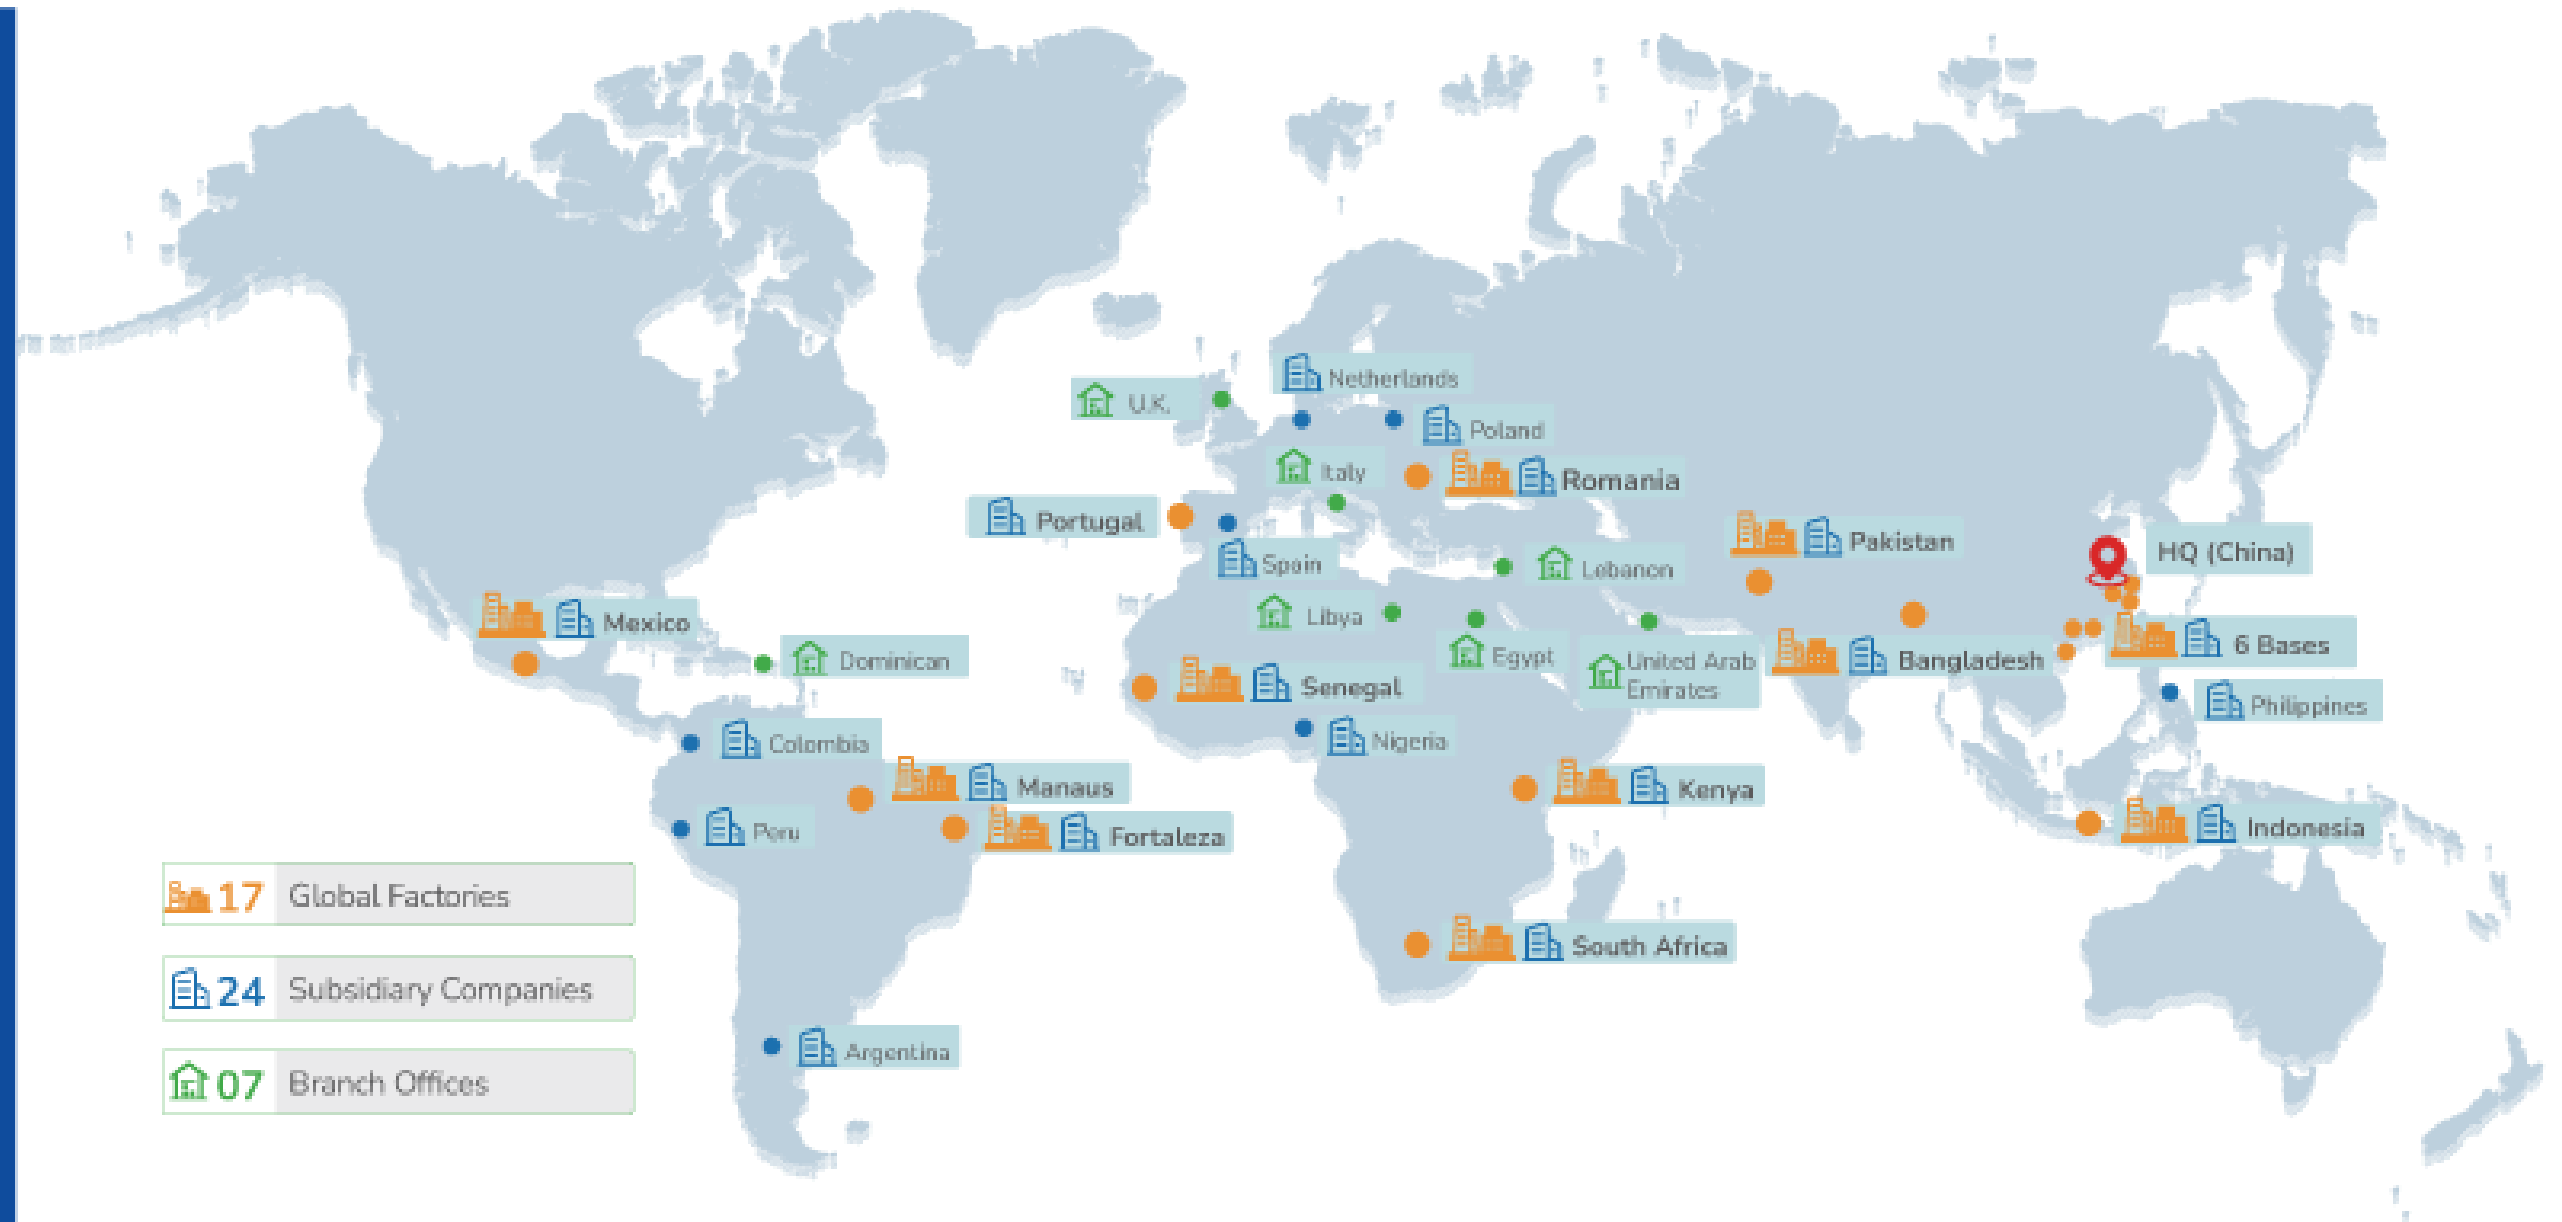 Netherlands
U.K.
Poland
Italy
Romania
Portugal
Spain
Lebanon
Pakistan
HQ (China)
Mexico
Libya
Egypt
United Arab
Emirates
Bangladesh
6 Bases
Dominican
Senegal
Philippines
Colombia
Nigeria
Manaus
Kenya
Peru
Fortaleza
Indonesia
17 Global Factories
South Africa
24 Subsidiary Companies
Argentina
07 Branch Offices